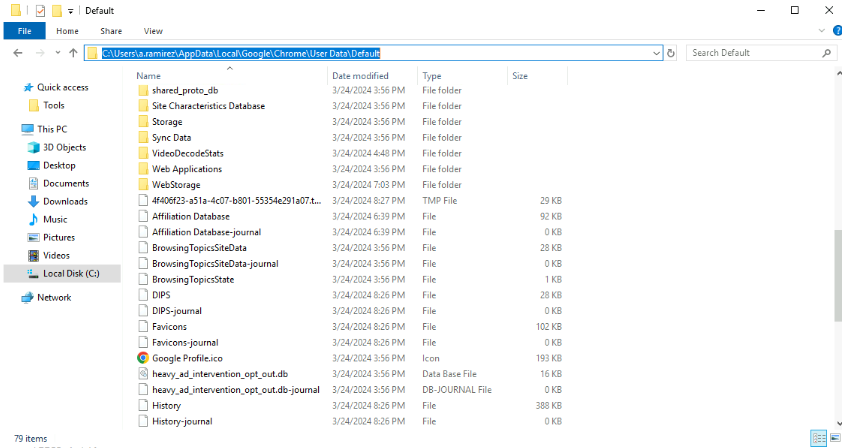 Default
File Home Share View
C:\Users\a.ramirez\AppData\Local\Google\Chrome\User Data\Default
Search Default
Quick access
Tools
This PC
3D Objects
Desktop
Documents
Downloads
Music
Pictures
Videos
Local Disk (C:)
Network
Name Date modified Type Size
shared_proto_db 3/24/2024 3:56 PM File folder
Site Characteristics Database 3/24/2024 3:56 PM File folder
Storage 3/24/2024 3:56 PM File folder
Sync Data 3/24/2024 3:56 PM File folder
VideoDecodeStats 3/24/2024 4:48 PM File folder
Web Applications 3/24/2024 3:56 PM File folder
WebStorage 3/24/2024 7:03 PM File folder
4f406f23-a51a-4c07-b801-55354e291a07.t... 3/24/2024 8:27 PM TMP File 29 KB
Affiliation Database 3/24/2024 6:39 PM File 92 KB
Affiliation Database-journal 3/24/2024 6:39 PM File 0 KB
BrowsingTopicsSiteData 3/24/2024 3:56 PM File 28 KB
BrowsingTopicsSiteData-journal 3/24/2024 3:56 PM File 0 KB
BrowsingTopicsState 3/24/2024 3:56 PM File 1 KB
DIPS 3/24/2024 8:26 PM File 28 KB
DIPS-journal 3/24/2024 8:26 PM File 0 KB
Favicons 3/24/2024 8:26 PM File 102 KB
Favicons-journal 3/24/2024 8:26 PM File 0 KB
Google Profile.ico 3/24/2024 3:56 PM Icon 193 KB
heavy_ad_intervention_opt_out.db 3/24/2024 3:56 PM Data Base File 16 KB
heavy_ad_intervention_opt_out.db-journal 3/24/2024 3:56 PM DB-JOURNAL File 0 KB
History 3/24/2024 8:26 PM File 388 KB
History-journal 3/24/2024 8:26 PM File 0 KB
79 items